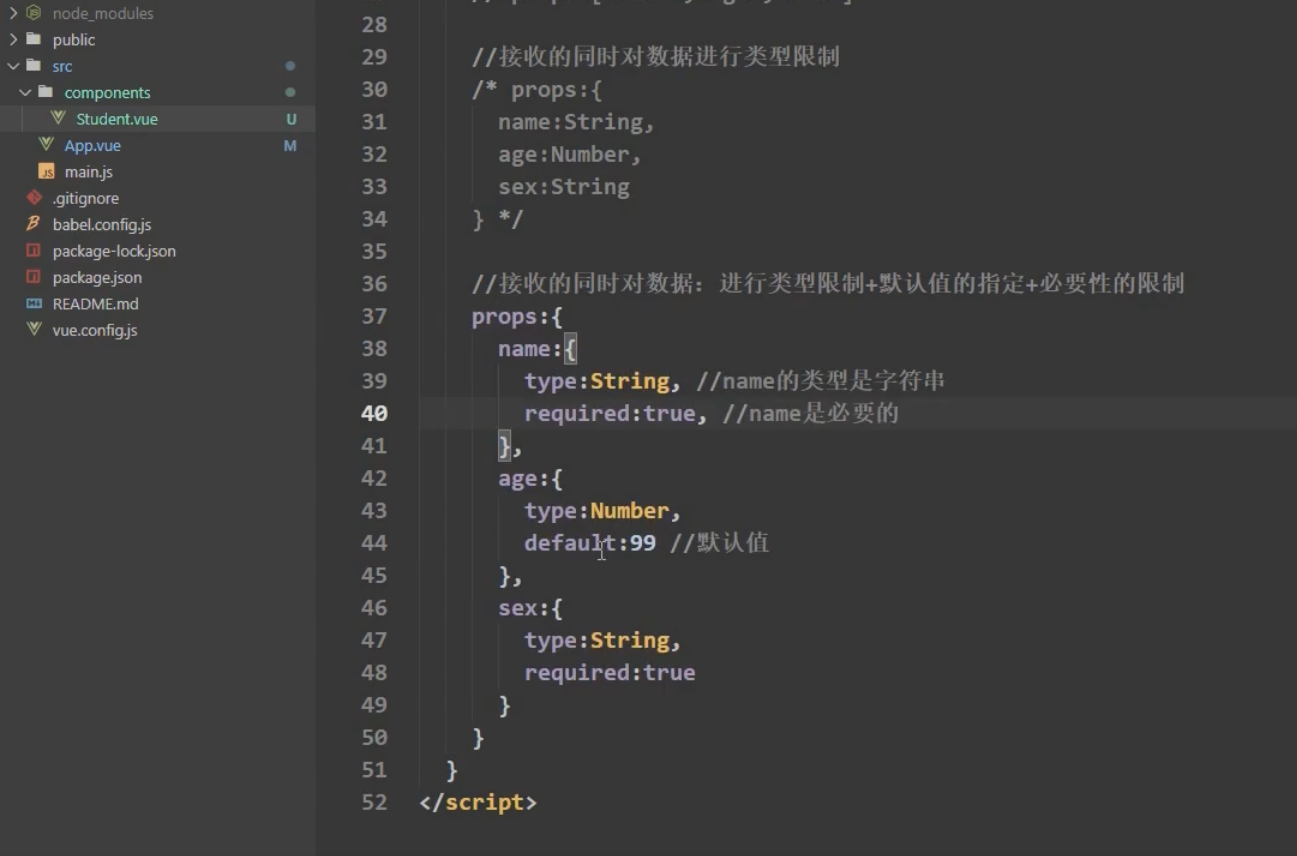 node_modules
public
src
components
Student.vue U
App.vue M
main.js
.gitignore
babel.config.js
package-lock.json
package.json
README.md
vue.config.js
28
29 //接收的同时对数据进行类型限制
30 /* props:{
31 name:String,
32 age:Number,
33 sex:String
34 } */
35
36 //接收的同时对数据：进行类型限制+默认值的指定+必要性的限制
37 props:{
38 name:{
39 type:String, //name的类型是字符串
40 required:true, //name是必要的
41 },
42 age:{
43 type:Number,
44 default:99 //默认值
45 },
46 sex:{
47 type:String,
48 required:true
49 }
50 }
51 }
52 </script>